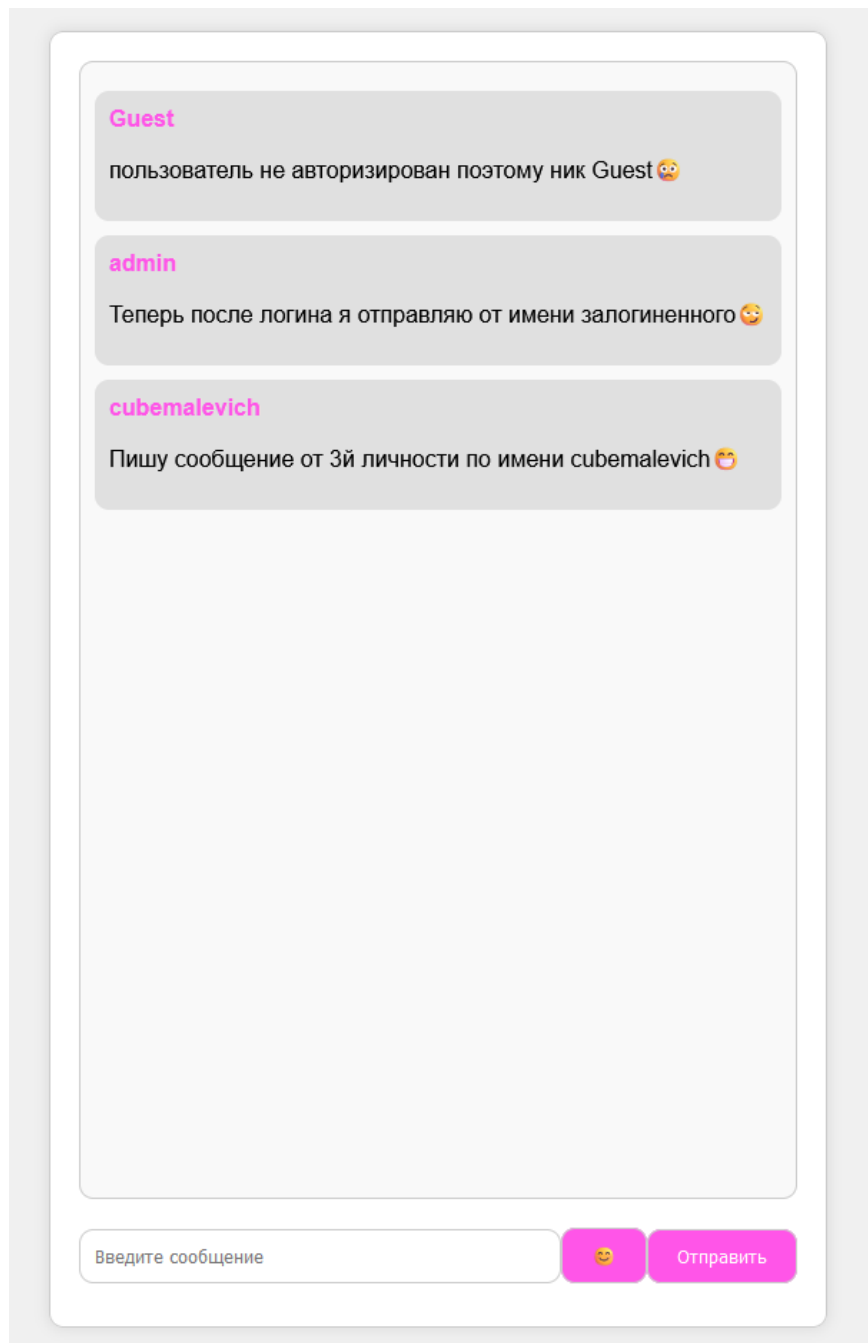 Guest
пользователь не авторизирован поэтому ник Guest😢
admin
Теперь после логина я отправляю от имени залогиненного😏
cubemalevich
Пишу сообщение от 3й личности по имени cubemalevich😁
Введите сообщение 😊 Отправить